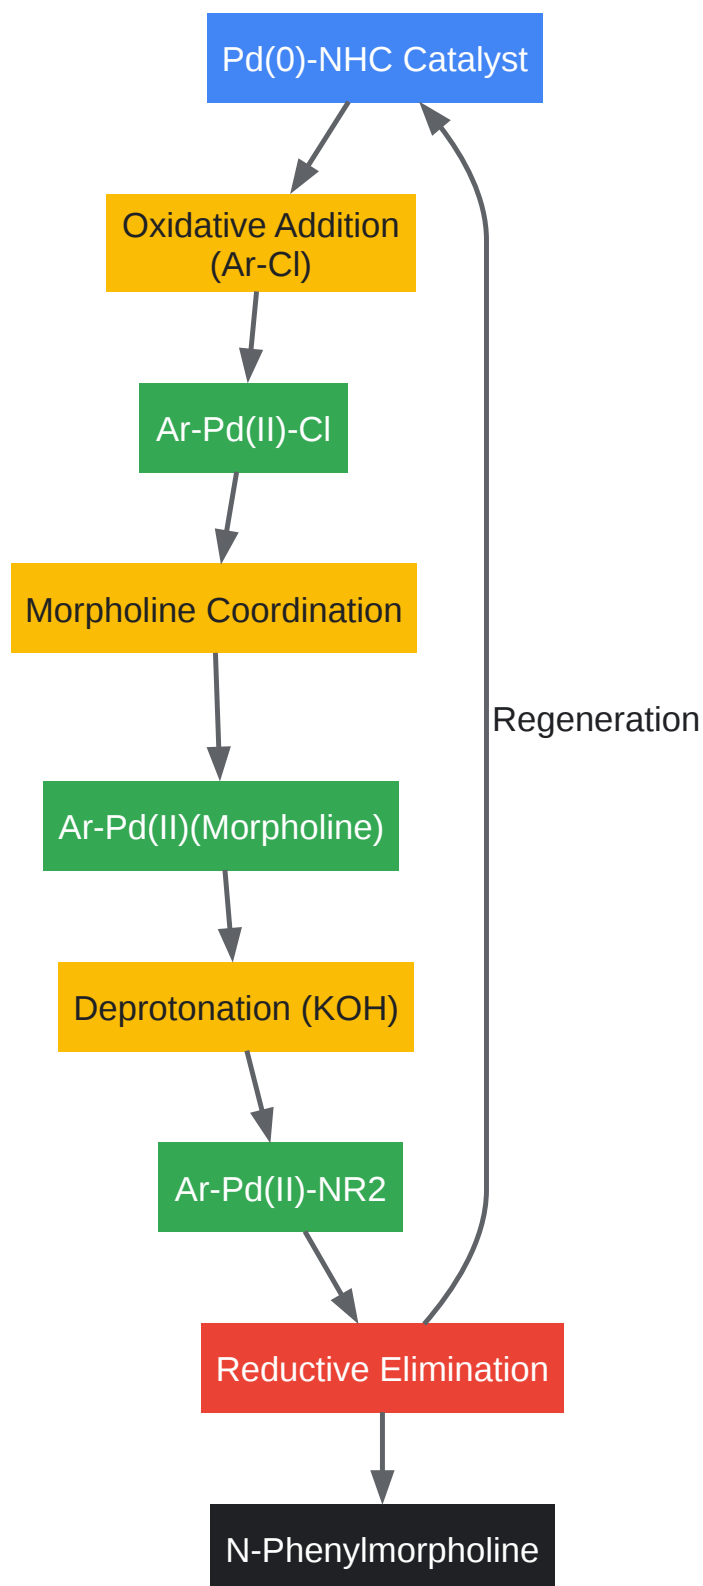 Pd(0)-NHC Catalyst
Oxidative Addition
(Ar-Cl)
Ar-Pd(II)-Cl
Morpholine Coordination
Regeneration
Ar-Pd(II)(Morpholine)
Deprotonation (KOH)
Ar-Pd(II)-NR2
Reductive Elimination
N-Phenylmorpholine